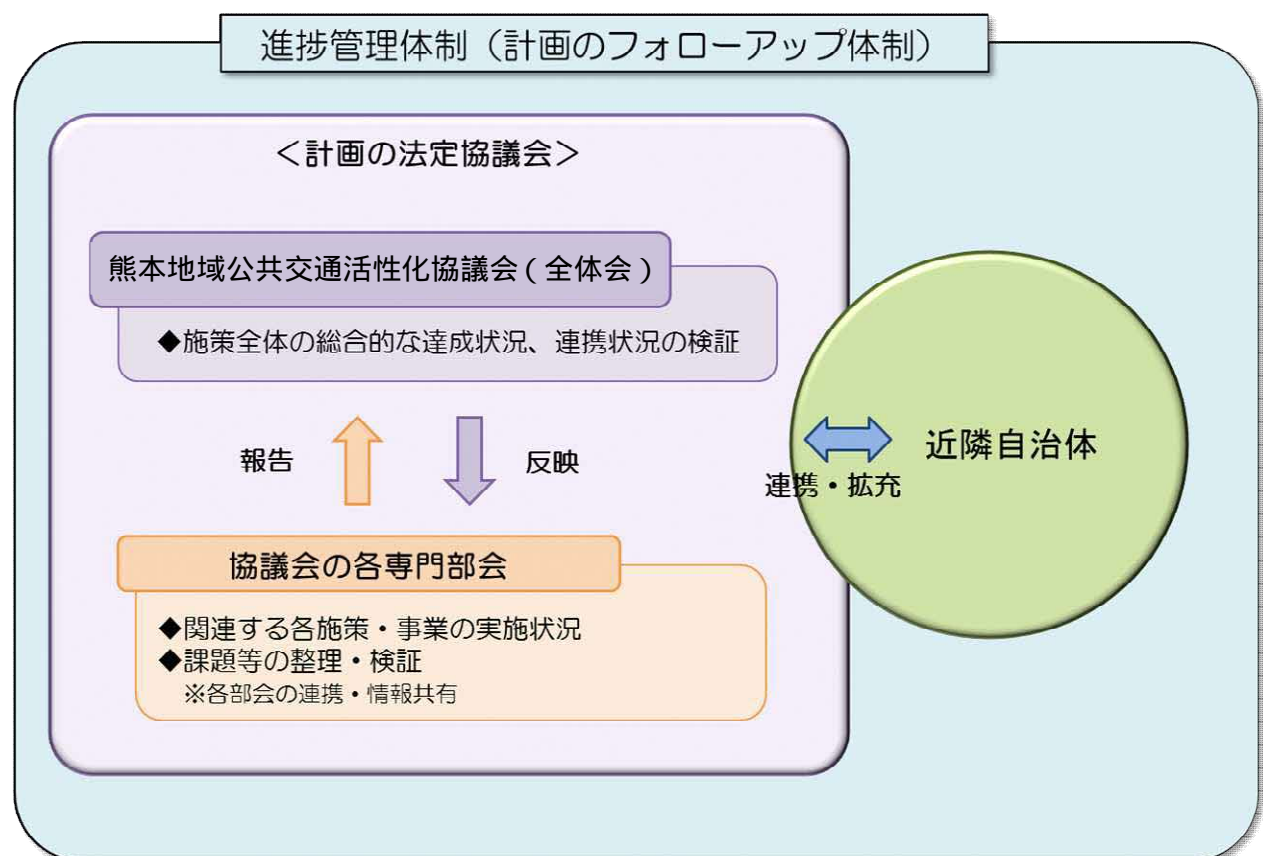 進捗管理体制（計画のフォローアップ体制）
＜計画の法定協議会＞
熊本地域公共交通活性化協議会（全体会）
◆施策全体の総合的な達成状況、連携状況の検証
報告
反映
協議会の各専門部会
◆関連する各施策・事業の実施状況
◆課題等の整理・検証
※各部会の連携・情報共有
近隣自治体
連携・拡充